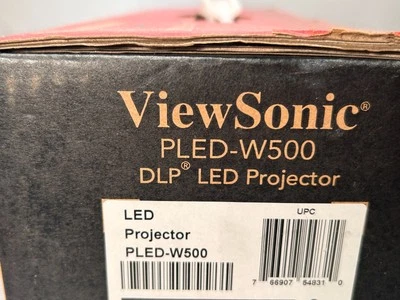 ViewSonic®
PLED-W500
DLP® LED Projector
LED
Projector
PLED-W500
UPC
7 66907 54831 0